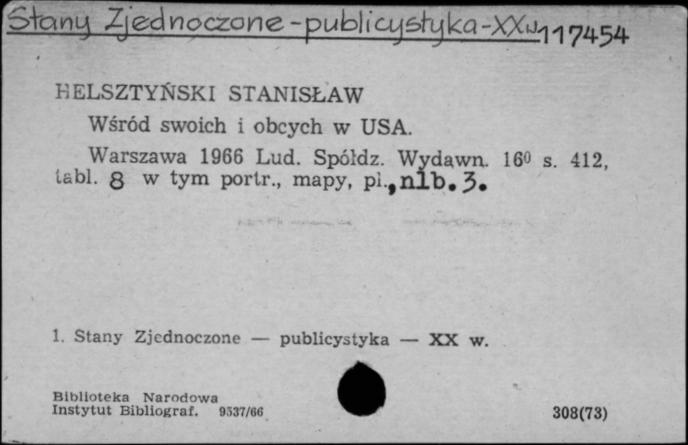 Stany Zjednoczone - publicystyka - XXw 117454
HELSZTYŃSKI STANISŁAW
Wśród swoich i obcych w USA.
Warszawa 1966 Lud. Spółdz. Wydawn. 16⁰ s. 412,
tabl. 8 w tym portr., mapy, pl., nlb. 3.
1. Stany Zjednoczone — publicystyka — XX w.
Biblioteka Narodowa
Instytut Bibliograf. 9537/66 308(73)